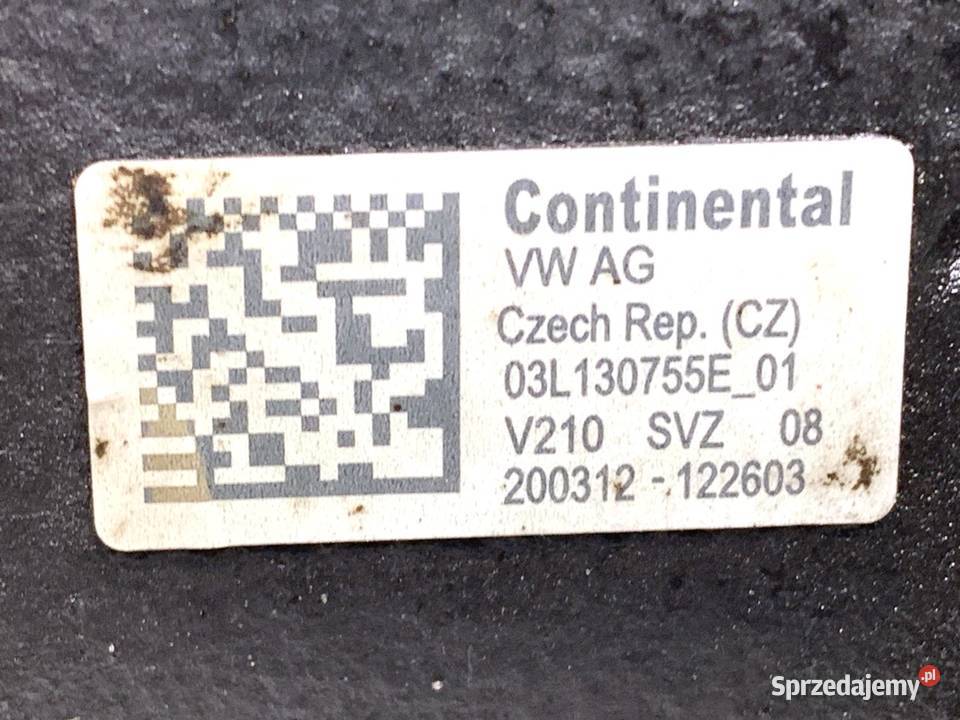 Continental
VW AG
Czech Rep. (CZ)
03L130755E_01
V210 SVZ 08
200312 - 122603
Sprzedajemy.pl